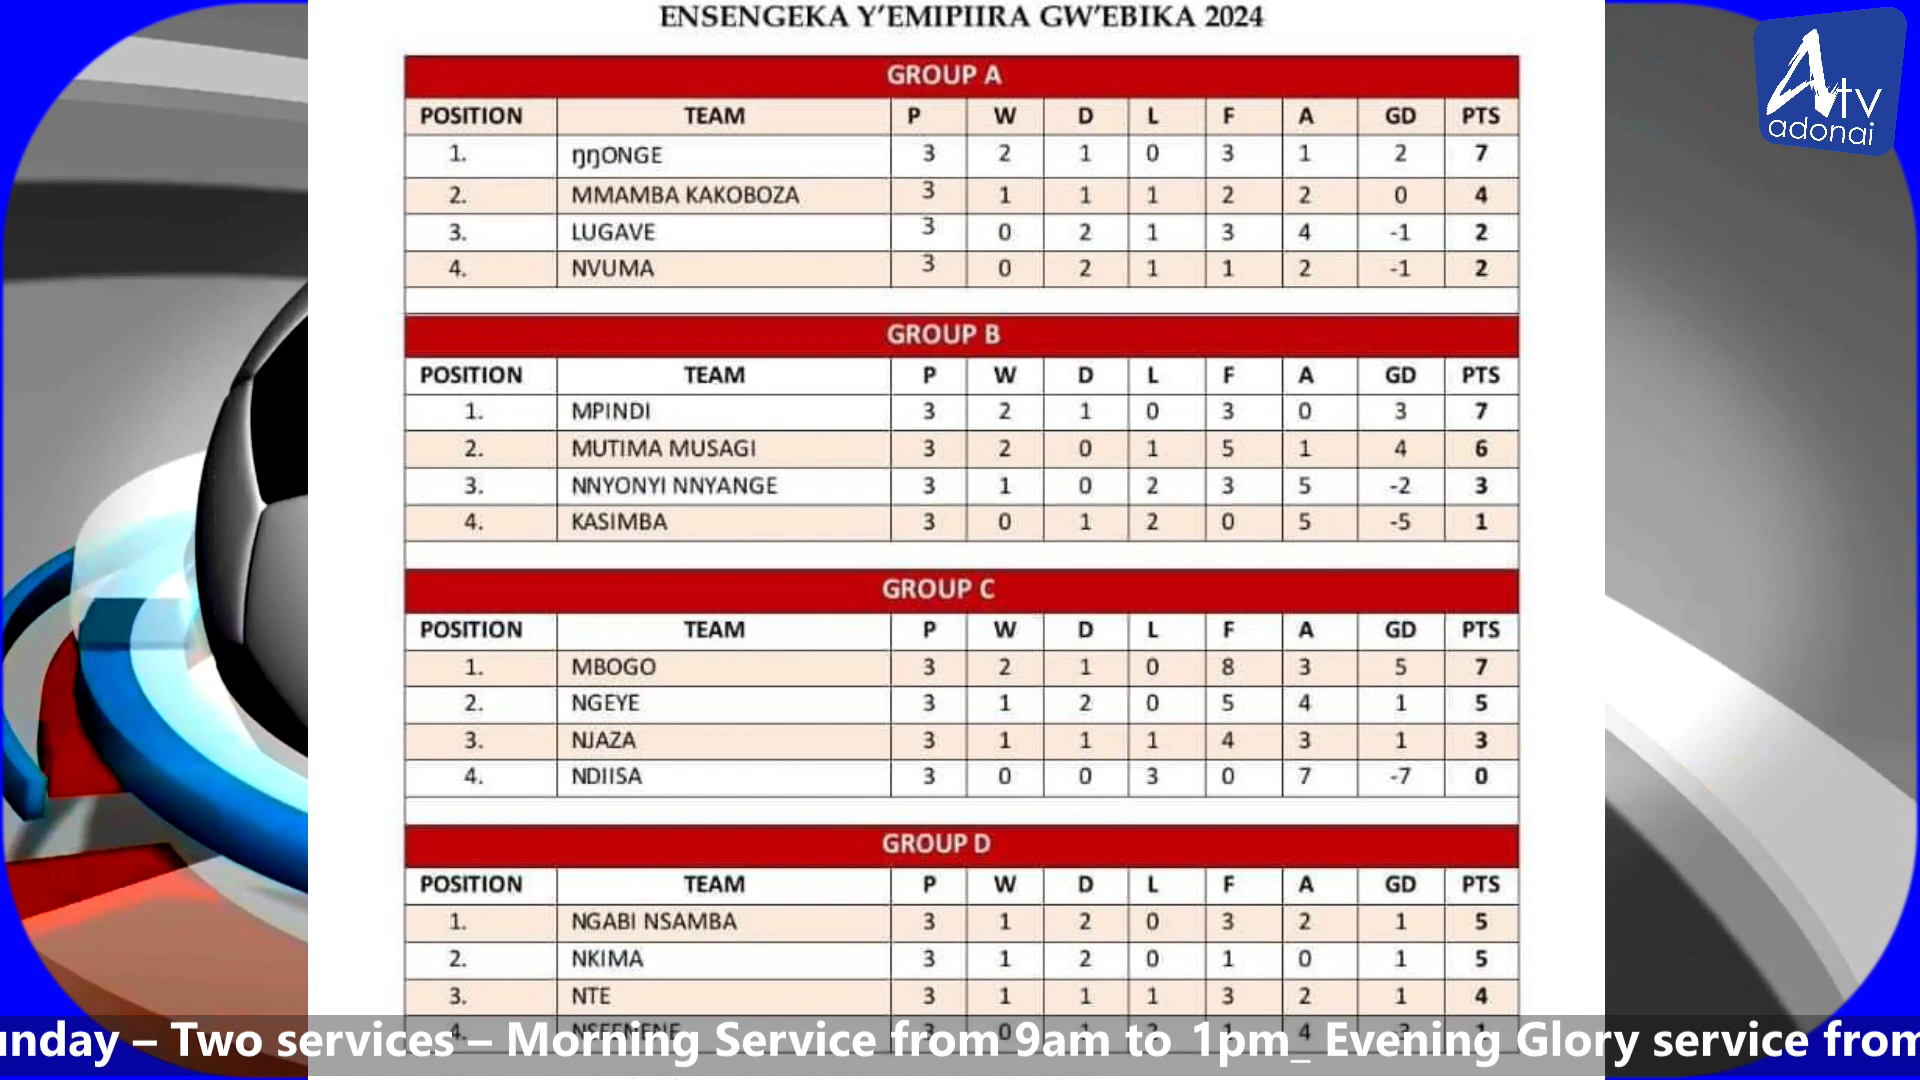 ENSENGEKA Y'EMIPIIRA GW'EBIKA 2024
A tv
adonai
GROUP A
POSITION TEAM P W D L F A GD PTS
1. ŋŋONGE 3 2 1 0 3 1 2 7
2. MMAMBA KAKOBOZA 3 1 1 1 2 2 0 4
3. LUGAVE 3 0 2 1 3 4 -1 2
4. NVUMA 3 0 2 1 1 2 -1 2
GROUP B
POSITION TEAM P W D L F A GD PTS
1. MPINDI 3 2 1 0 3 0 3 7
2. MUTIMA MUSAGI 3 2 0 1 5 1 4 6
3. NNYONYI NNYANGE 3 1 0 2 3 5 -2 3
4. KASIMBA 3 0 1 2 0 5 -5 1
GROUP C
POSITION TEAM P W D L F A GD PTS
1. MBOGO 3 2 1 0 8 3 5 7
2. NGEYE 3 1 2 0 5 4 1 5
3. NJAZA 3 1 1 1 4 3 1 3
4. NDIISA 3 0 0 3 0 7 -7 0
GROUP D
POSITION TEAM P W D L F A GD PTS
1. NGABI NSAMBA 3 1 2 0 3 2 1 5
2. NKIMA 3 1 2 0 1 0 1 5
3. NTE 3 1 1 1 3 2 1 4
4. NSEENENE 3 0 1 2 1 4 -3 1
unday – Two services – Morning Service from 9am to 1pm_ Evening Glory service from